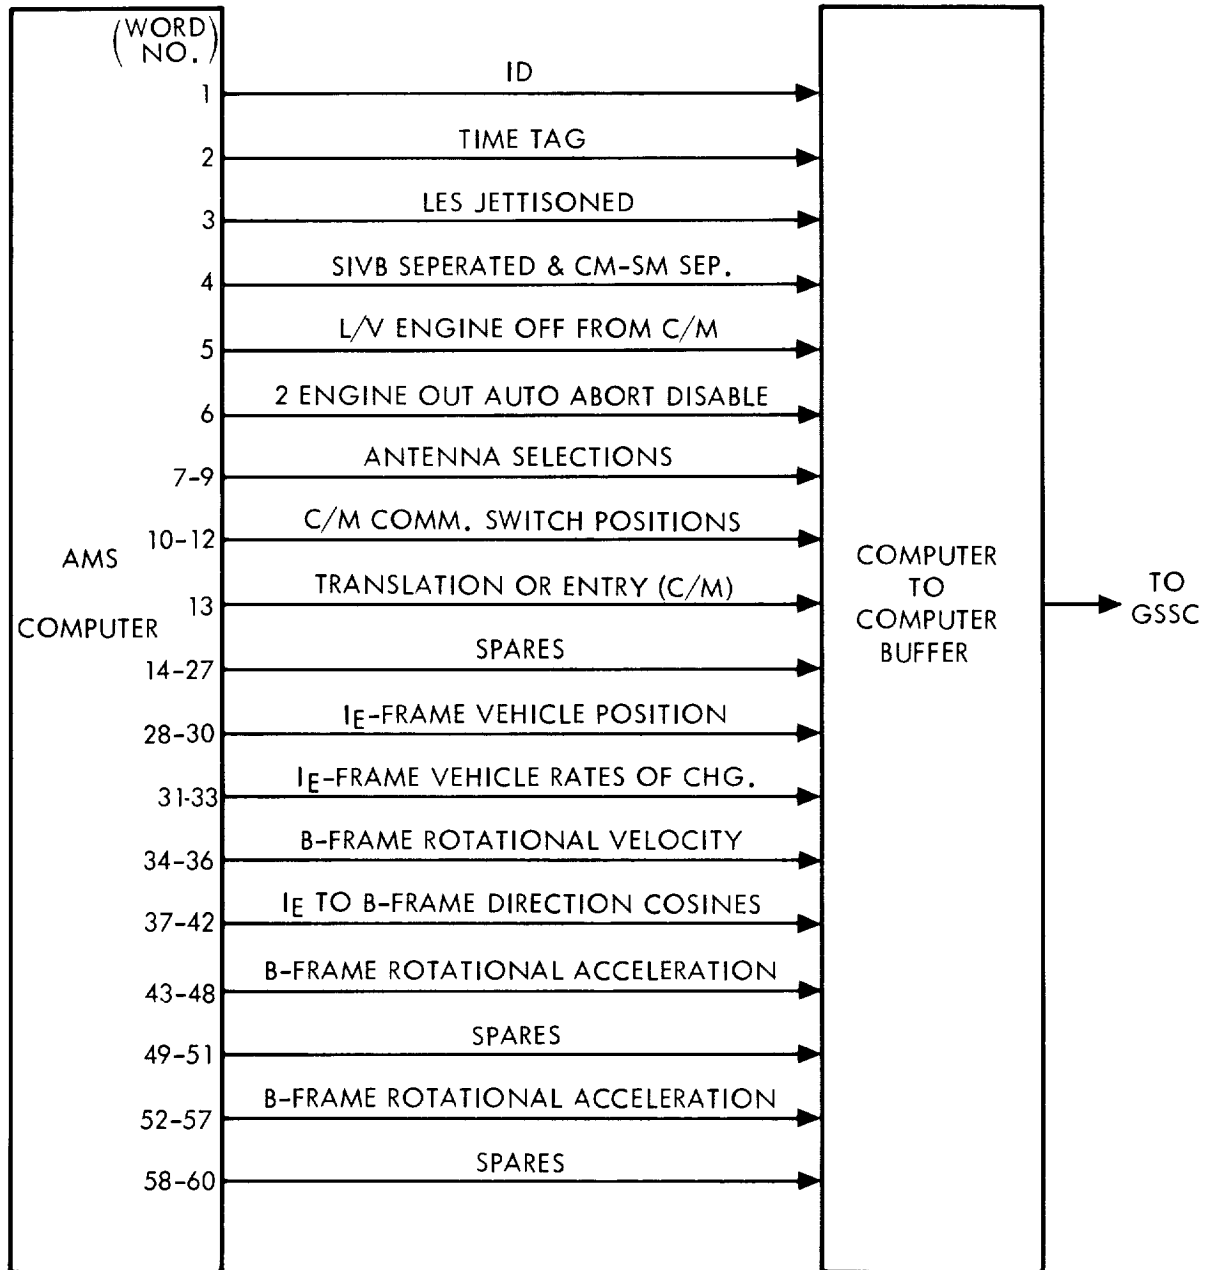 (WORD
NO.)
ID
1
TIME TAG
2
LES JETTISONED
3
SIVB SEPERATED & CM-SM SEP.
4
L/V ENGINE OFF FROM C/M
5
2 ENGINE OUT AUTO ABORT DISABLE
6
ANTENNA SELECTIONS
7-9
C/M COMM. SWITCH POSITIONS
10-12
TRANSLATION OR ENTRY (C/M)
13
SPARES
14-27
IE-FRAME VEHICLE POSITION
28-30
IE-FRAME VEHICLE RATES OF CHG.
31-33
B-FRAME ROTATIONAL VELOCITY
34-36
IE TO B-FRAME DIRECTION COSINES
37-42
B-FRAME ROTATIONAL ACCELERATION
43-48
SPARES
49-51
B-FRAME ROTATIONAL ACCELERATION
52-57
SPARES
58-60
AMS
COMPUTER
COMPUTER
TO
COMPUTER
BUFFER
TO
GSSC